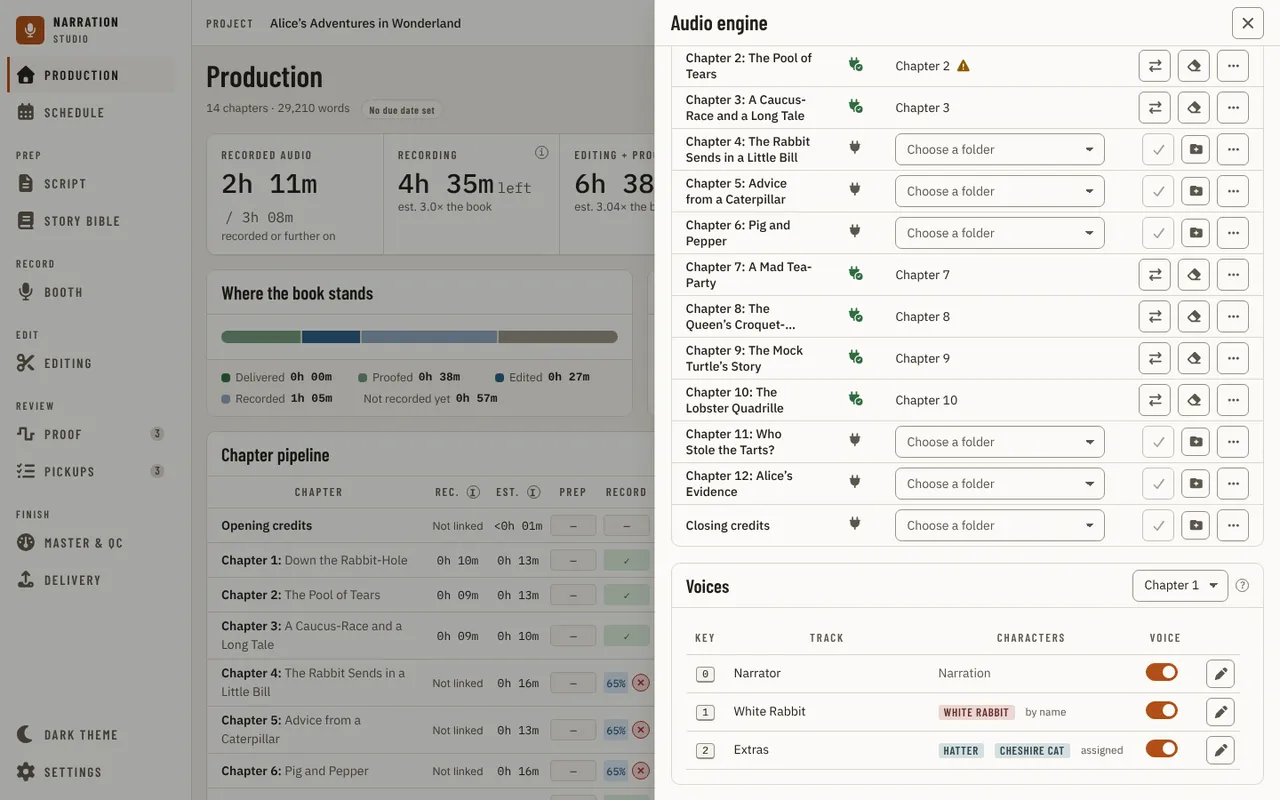 NARRATION
STUDIO
PRODUCTION
SCHEDULE
PREP
SCRIPT
STORY BIBLE
RECORD
BOOTH
EDIT
EDITING
REVIEW
PROOF 3
PICKUPS 3
FINISH
MASTER & QC
DELIVERY
DARK THEME
SETTINGS
PROJECT Alice's Adventures in Wonderland
Production
14 chapters · 29,210 words No due date set
RECORDED AUDIO
2h 11m
/ 3h 08m
recorded or further on
RECORDING
4h 35m left
est. 3.0× the book
EDITING + PRO
6h 38
est. 3.04× the b
Where the book stands
Delivered 0h 00m Proofed 0h 38m Edited 0h 27m
Recorded 1h 05m Not recorded yet 0h 57m
Chapter pipeline
CHAPTER REC. EST. PREP RECORD
Opening credits Not linked <0h 01m – –
Chapter 1: Down the Rabbit-Hole 0h 10m 0h 13m – ✓
Chapter 2: The Pool of Tears 0h 09m 0h 13m – ✓
Chapter 3: A Caucus-Race and a
Long Tale 0h 09m 0h 10m – ✓
Chapter 4: The Rabbit Sends in a
Little Bill Not linked 0h 16m – 65%
Chapter 5: Advice from a
Caterpillar Not linked 0h 13m – 65%
Chapter 6: Pig and Pepper Not linked 0h 16m – 65%
Audio engine
Chapter 2: The Pool of
Tears
Chapter 2
Chapter 3: A Caucus-
Race and a Long Tale
Chapter 3
Chapter 4: The Rabbit
Sends in a Little Bill
Choose a folder
Chapter 5: Advice
from a Caterpillar
Choose a folder
Chapter 6: Pig and
Pepper
Choose a folder
Chapter 7: A Mad Tea-
Party
Chapter 7
Chapter 8: The
Queen's Croquet-…
Chapter 8
Chapter 9: The Mock
Turtle's Story
Chapter 9
Chapter 10: The
Lobster Quadrille
Chapter 10
Chapter 11: Who
Stole the Tarts?
Choose a folder
Chapter 12: Alice's
Evidence
Choose a folder
Closing credits
Choose a folder
Voices
Chapter 1
KEY TRACK CHARACTERS VOICE
0 Narrator Narration
1 White Rabbit WHITE RABBIT by name
2 Extras HATTER CHESHIRE CAT assigned